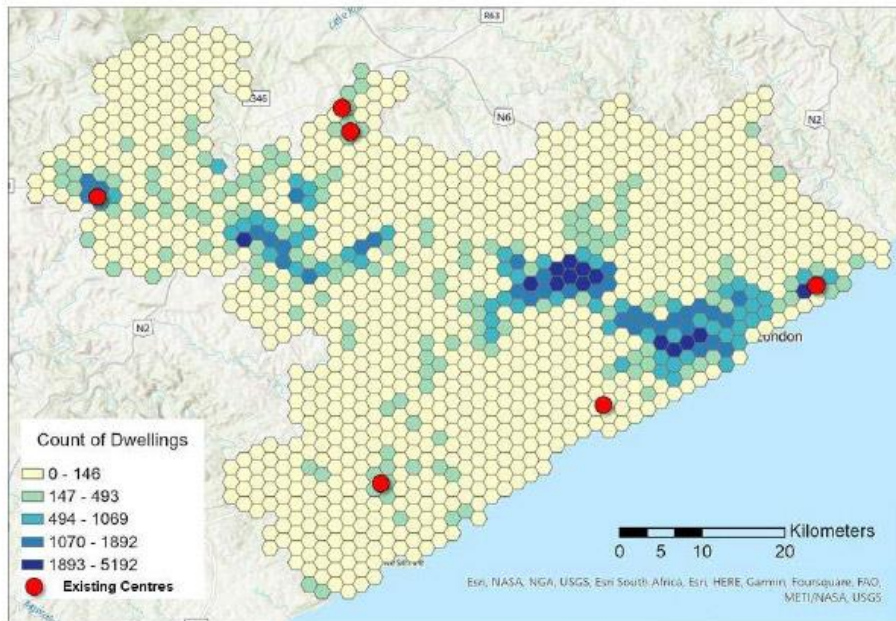 R63
346
N6
N2
N2
London
Count of Dwellings
0 - 146
147 - 493
494 - 1069
1070 - 1892
1893 - 5192
Existing Centres
Kilometers
0 5 10 20
Esri, NASA, NGA, USGS, Esri South Africa, Esri, HERE, Garmin, Foursquare, FAO,
METI/NASA, USGS